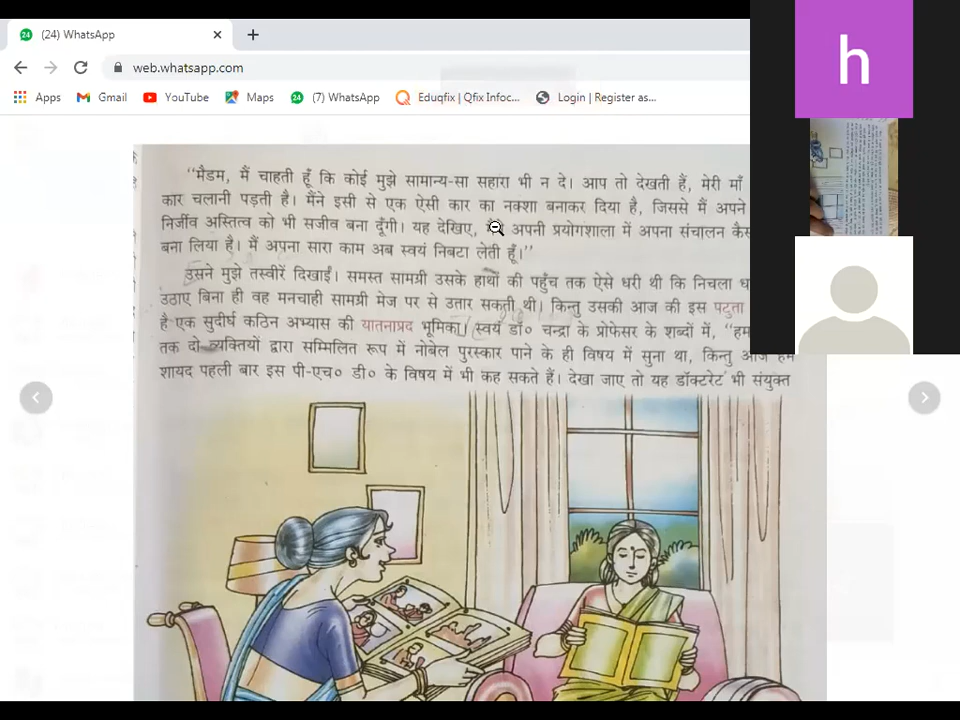 (24) WhatsApp
web.whatsapp.com
Apps Gmail YouTube Maps (7) WhatsApp Eduqfix | Qfix Infoc... Login | Register as...
h
“मैडम, मैं चाहती हूँ कि कोई मुझे सामान्य-सा सहारा भी न दे। आप तो देखती हैं, मेरी माँ
कार चलानी पड़ती है। मैंने इसी से एक ऐसी कार का नक्शा बनाकर दिया है, जिससे मैं अपने
निर्जीव अस्तित्व को भी सजीव बना दूँगी। यह देखिए, अपनी प्रयोगशाला में अपना संचालन
बना लिया है। मैं अपना सारा काम अब स्वयं निबटा लेती हूँ।”
उसने मुझे तस्वीरें दिखाईं। समस्त सामग्री उसके हाथों की पहुँच तक ऐसे धरी थी कि निचला
उठाए बिना ही वह मनचाही सामग्री मेज पर से उतार सकती थी। किन्तु उसकी आज की इस पटुता
है एक सुदीर्घ कठिन अभ्यास की यातनाप्रद भूमिका। स्वयं डॉ० चन्द्रा के प्रोफेसर के शब्दों में, “हम
तक दो व्यक्तियों द्वारा सम्मिलित रूप में नोबेल पुरस्कार पाने के ही विषय में सुना था, किन्तु आज हम
शायद पहली बार इस पी-एच० डी० के विषय में भी कह सकते हैं। देखा जाए तो यह डॉक्टरेट भी संयुक्त